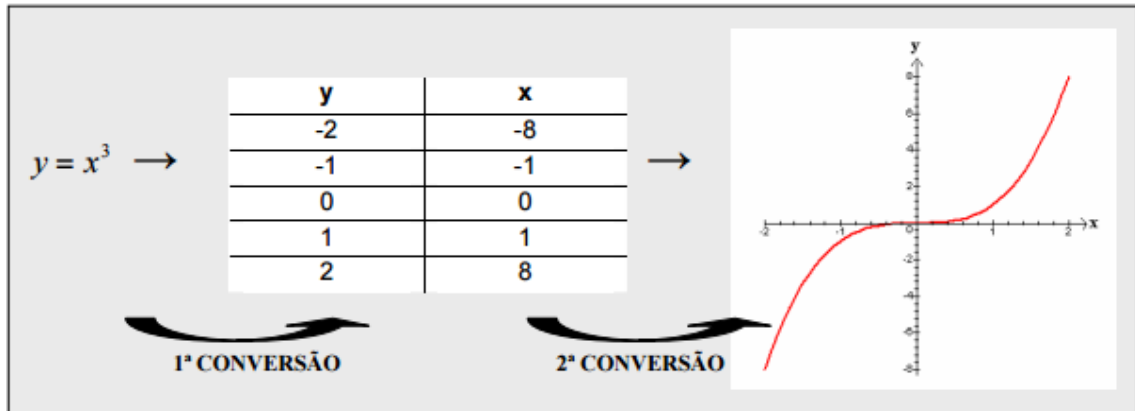 y = x³ →
y x
-2 -8
-1 -1
0 0
1 1
2 8
→
1ª CONVERSÃO
2ª CONVERSÃO
y
8
6
4
2
-2 -1 0 1 2 x
-2
-4
-6
-8